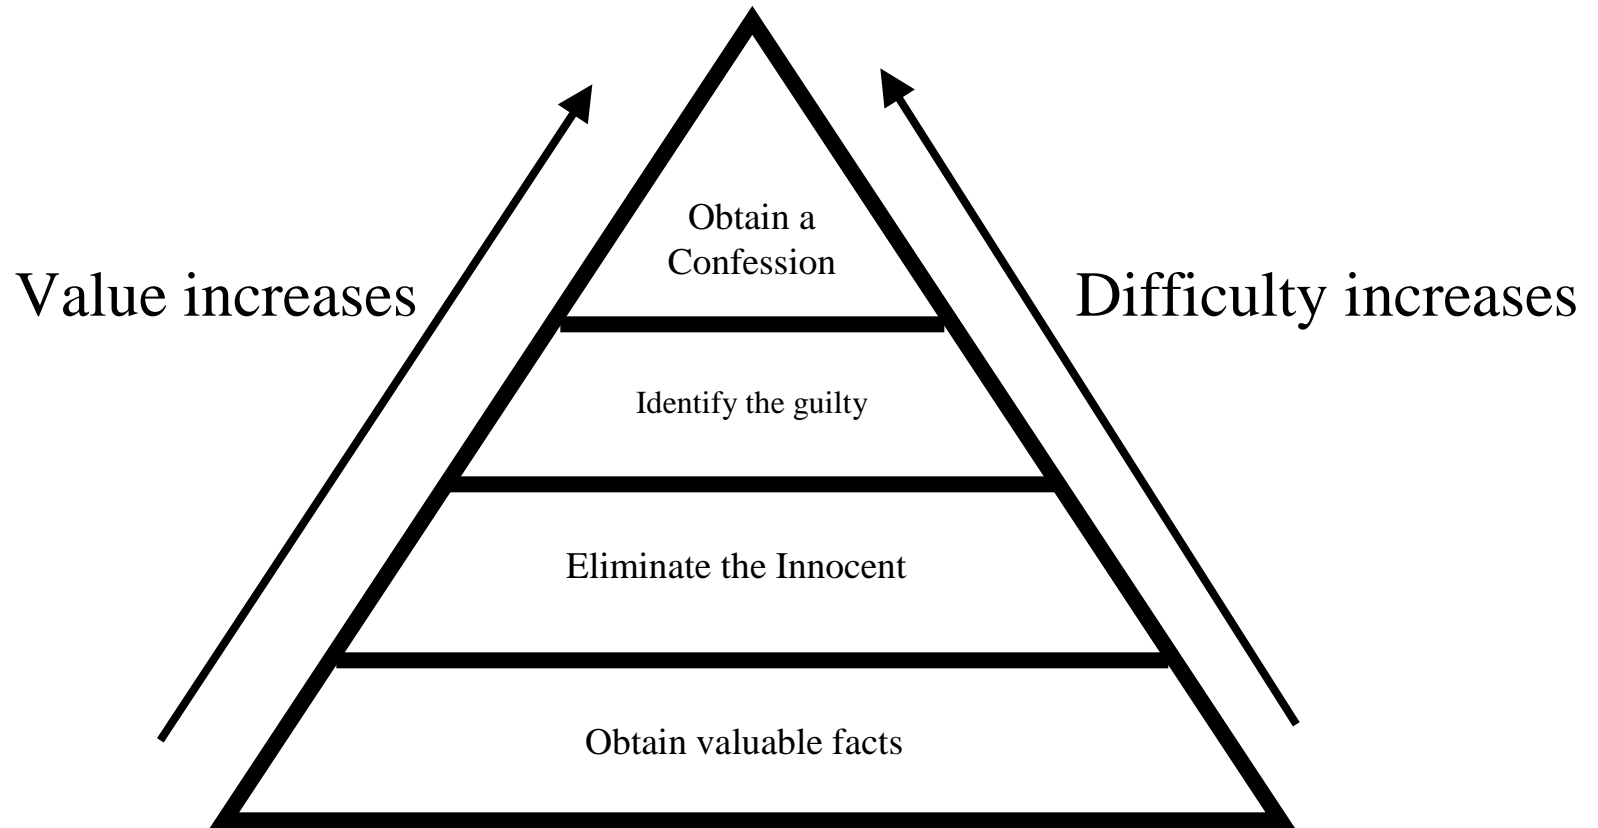 Obtain a
Confession
Value increases
Difficulty increases
Identify the guilty
Eliminate the Innocent
Obtain valuable facts